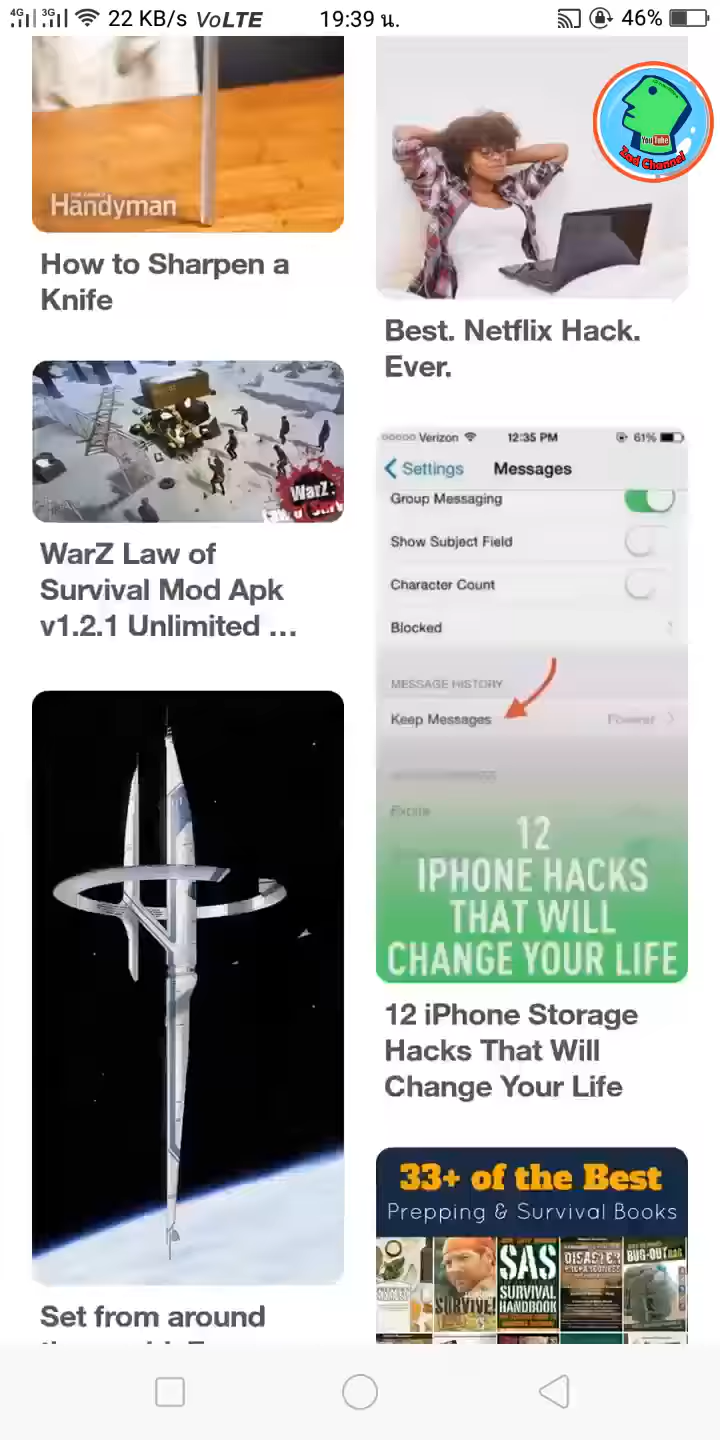 4G 3G 22 KB/s VoLTE 19:39 น. 46%
Handyman
How to Sharpen a
Knife
YouTube
Zad Channel
Best. Netflix Hack.
Ever.
WarZ:
WarZ Law of
Survival Mod Apk
v1.2.1 Unlimited ...
Verizon 12:35 PM 61%
Settings Messages
Group Messaging
Show Subject Field
Character Count
Blocked
MESSAGE HISTORY
Keep Messages Forever
12
IPHONE HACKS
THAT WILL
CHANGE YOUR LIFE
12 iPhone Storage
Hacks That Will
Change Your Life
Set from around
33+ of the Best
Prepping & Survival Books
SURVIVE!
SAS
SURVIVAL
HANDBOOK
DISASTER
BUG-OUT